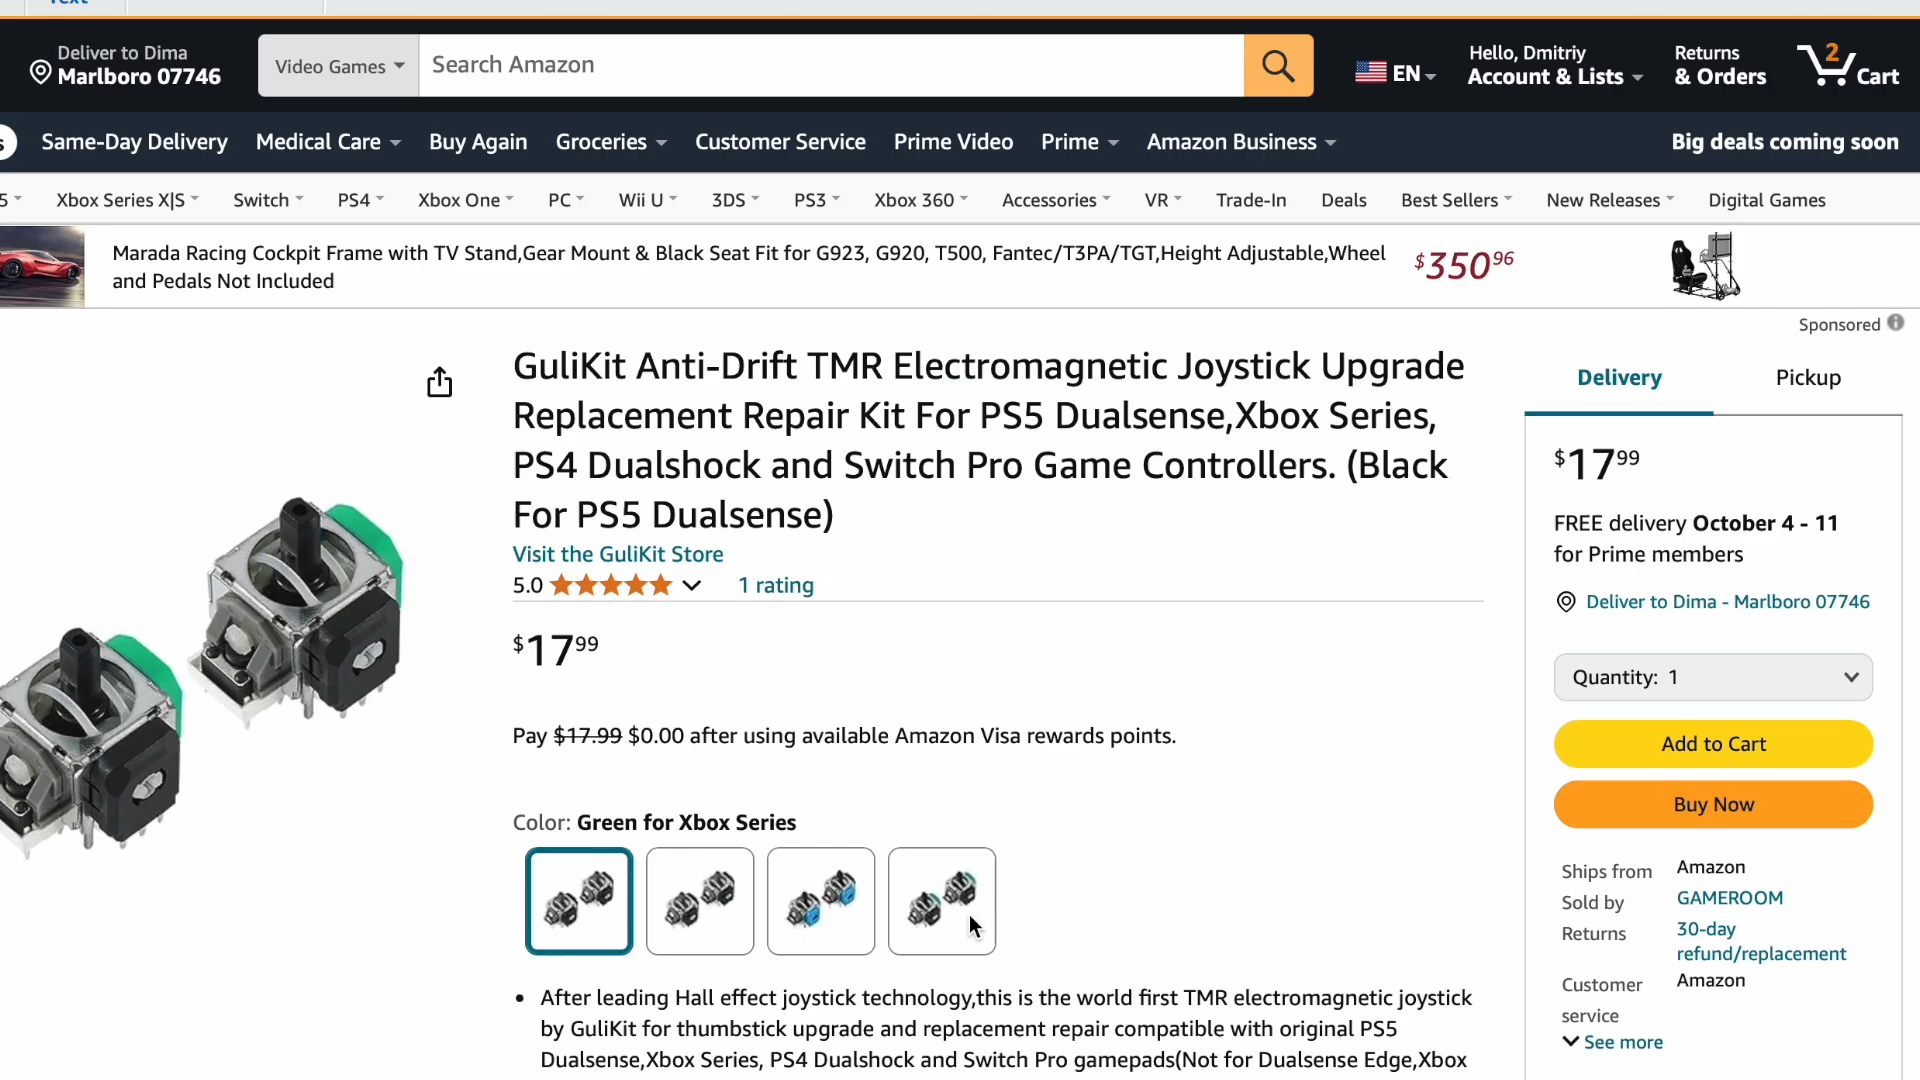 Text
Deliver to Dima
Marlboro 07746
Video Games
Search Amazon
EN
Hello, Dmitriy
Account & Lists
Returns
& Orders
2
Cart
s
Same-Day Delivery
Medical Care
Buy Again
Groceries
Customer Service
Prime Video
Prime
Amazon Business
Big deals coming soon
5
Xbox Series X|S
Switch
PS4
Xbox One
PC
Wii U
3DS
PS3
Xbox 360
Accessories
VR
Trade-In
Deals
Best Sellers
New Releases
Digital Games
Marada Racing Cockpit Frame with TV Stand,Gear Mount & Black Seat Fit for G923, G920, T500, Fantec/T3PA/TGT,Height Adjustable,Wheel
and Pedals Not Included
$350 96
Sponsored
GuliKit Anti-Drift TMR Electromagnetic Joystick Upgrade
Replacement Repair Kit For PS5 Dualsense,Xbox Series,
PS4 Dualshock and Switch Pro Game Controllers. (Black
For PS5 Dualsense)
Visit the GuliKit Store
5.0
1 rating
$17 99
Pay $17.99 $0.00 after using available Amazon Visa rewards points.
Color: Green for Xbox Series
After leading Hall effect joystick technology,this is the world first TMR electromagnetic joystick
by GuliKit for thumbstick upgrade and replacement repair compatible with original PS5
Dualsense,Xbox Series, PS4 Dualshock and Switch Pro gamepads(Not for Dualsense Edge,Xbox
Delivery
Pickup
$17 99
FREE delivery October 4 - 11
for Prime members
Deliver to Dima - Marlboro 07746
Quantity: 1
Add to Cart
Buy Now
Ships from
Amazon
Sold by
GAMEROOM
Returns
30-day
refund/replacement
Customer
service
Amazon
See more